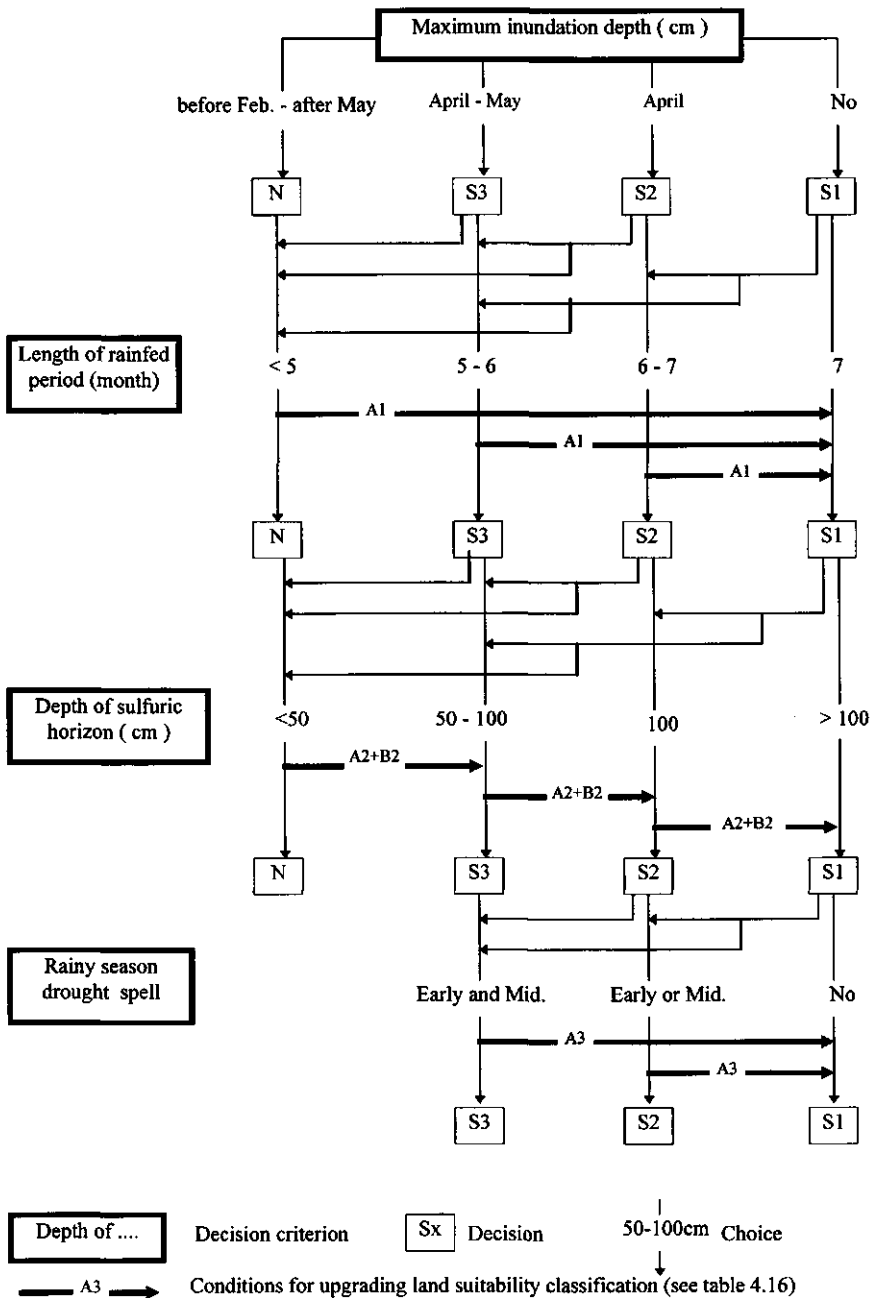 Maximum inundation depth ( cm )
before Feb. - after May
April - May
April
No
N
S3
S2
S1
Length of rainfed
period (month)
< 5
5 - 6
6 - 7
7
A1
A1
A1
N
S3
S2
S1
Depth of sulfuric
horizon ( cm )
<50
50 - 100
100
> 100
A2+B2
A2+B2
A2+B2
N
S3
S2
S1
Rainy season
drought spell
Early and Mid.
Early or Mid.
No
A3
A3
S3
S2
S1
Depth of ....
Decision criterion
Sx
Decision
50-100cm
Choice
A3
Conditions for upgrading land suitability classification (see table 4.16)